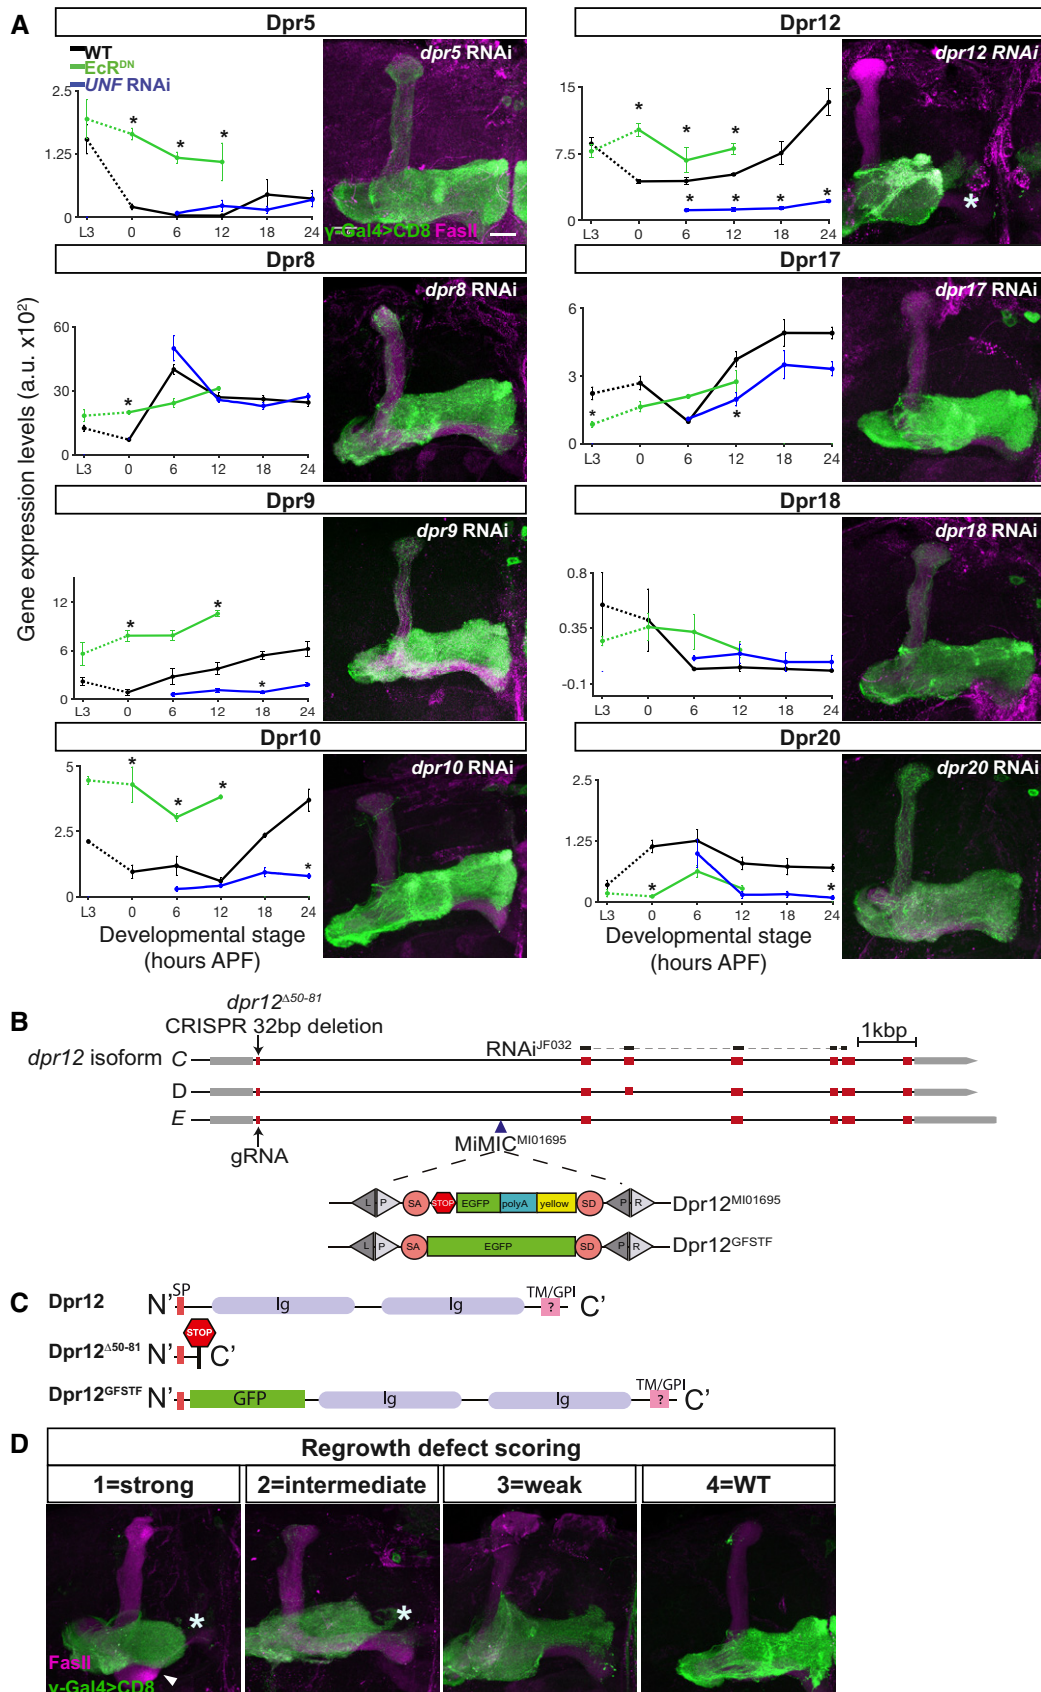 A
Dpr5
WT
EcR^DN
UNF RNAi
2.5
1.25
0
L3 0 6 12 18 24
dpr5 RNAi
γ-Gal4>CD8 FasII
Dpr12
15
7.5
0
L3 0 6 12 18 24
dpr12 RNAi
Dpr8
60
30
0
L3 0 6 12 18 24
dpr8 RNAi
Dpr17
6
3
0
L3 0 6 12 18 24
dpr17 RNAi
Gene expression levels (a.u. x10²)
Dpr9
12
6
0
L3 0 6 12 18 24
dpr9 RNAi
Dpr18
0.8
0.35
-0.1
L3 0 6 12 18 24
dpr18 RNAi
Dpr10
5
2.5
0
L3 0 6 12 18 24
dpr10 RNAi
Developmental stage
(hours APF)
Dpr20
2.5
1.25
0
L3 0 6 12 18 24
dpr20 RNAi
Developmental stage
(hours APF)
B
dpr12^Δ50-81
CRISPR 32bp deletion
1kbp
RNAi^JF032
dpr12 isoform C
D
E
gRNA
MiMIC^MI01695
L P SA STOP EGFP polyA yellow SD P R Dpr12^MI01695
L P SA EGFP SD P R Dpr12^GFSTF
C
Dpr12 N' SP Ig Ig TM/GPI ? C'
Dpr12^Δ50-81 N' STOP C'
Dpr12^GFSTF N' GFP Ig Ig TM/GPI ? C'
D
Regrowth defect scoring
1=strong 2=intermediate 3=weak 4=WT
FasII
γ-Gal4>CD8